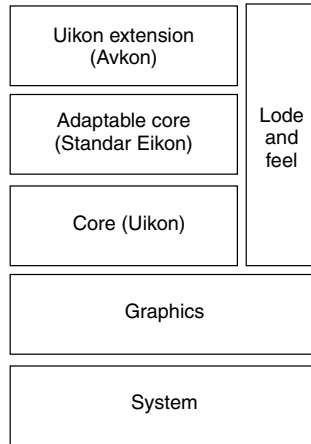 Uikon extension
(Avkon)
Adaptable core
(Standar Eikon)
Lode
and
feel
Core (Uikon)
Graphics
System